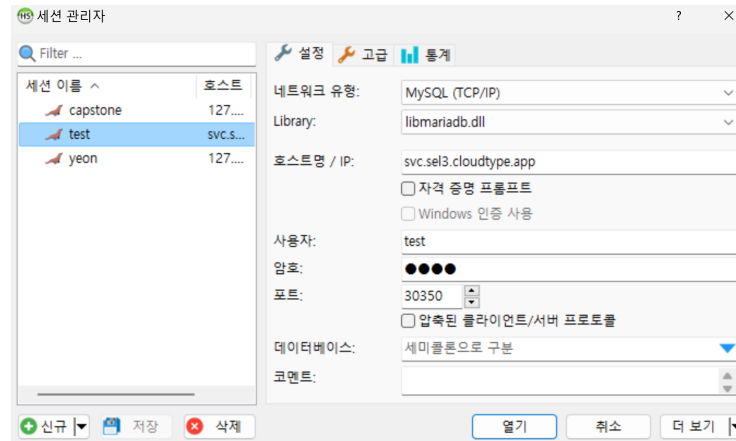 HS 세션 관리자 ? ×
Filter ...
설정 고급 통계
세션 이름 호스트
capstone 127....
test svc.s...
yeon 127....
네트워크 유형: MySQL (TCP/IP)
Library: libmariadb.dll
호스트명 / IP: svc.sel3.cloudtype.app
자격 증명 프롬프트
Windows 인증 사용
사용자: test
암호: ●●●●
포트: 30350
압축된 클라이언트/서버 프로토콜
데이터베이스: 세미콜론으로 구분
코멘트:
신규 저장 삭제 열기 취소 더 보기